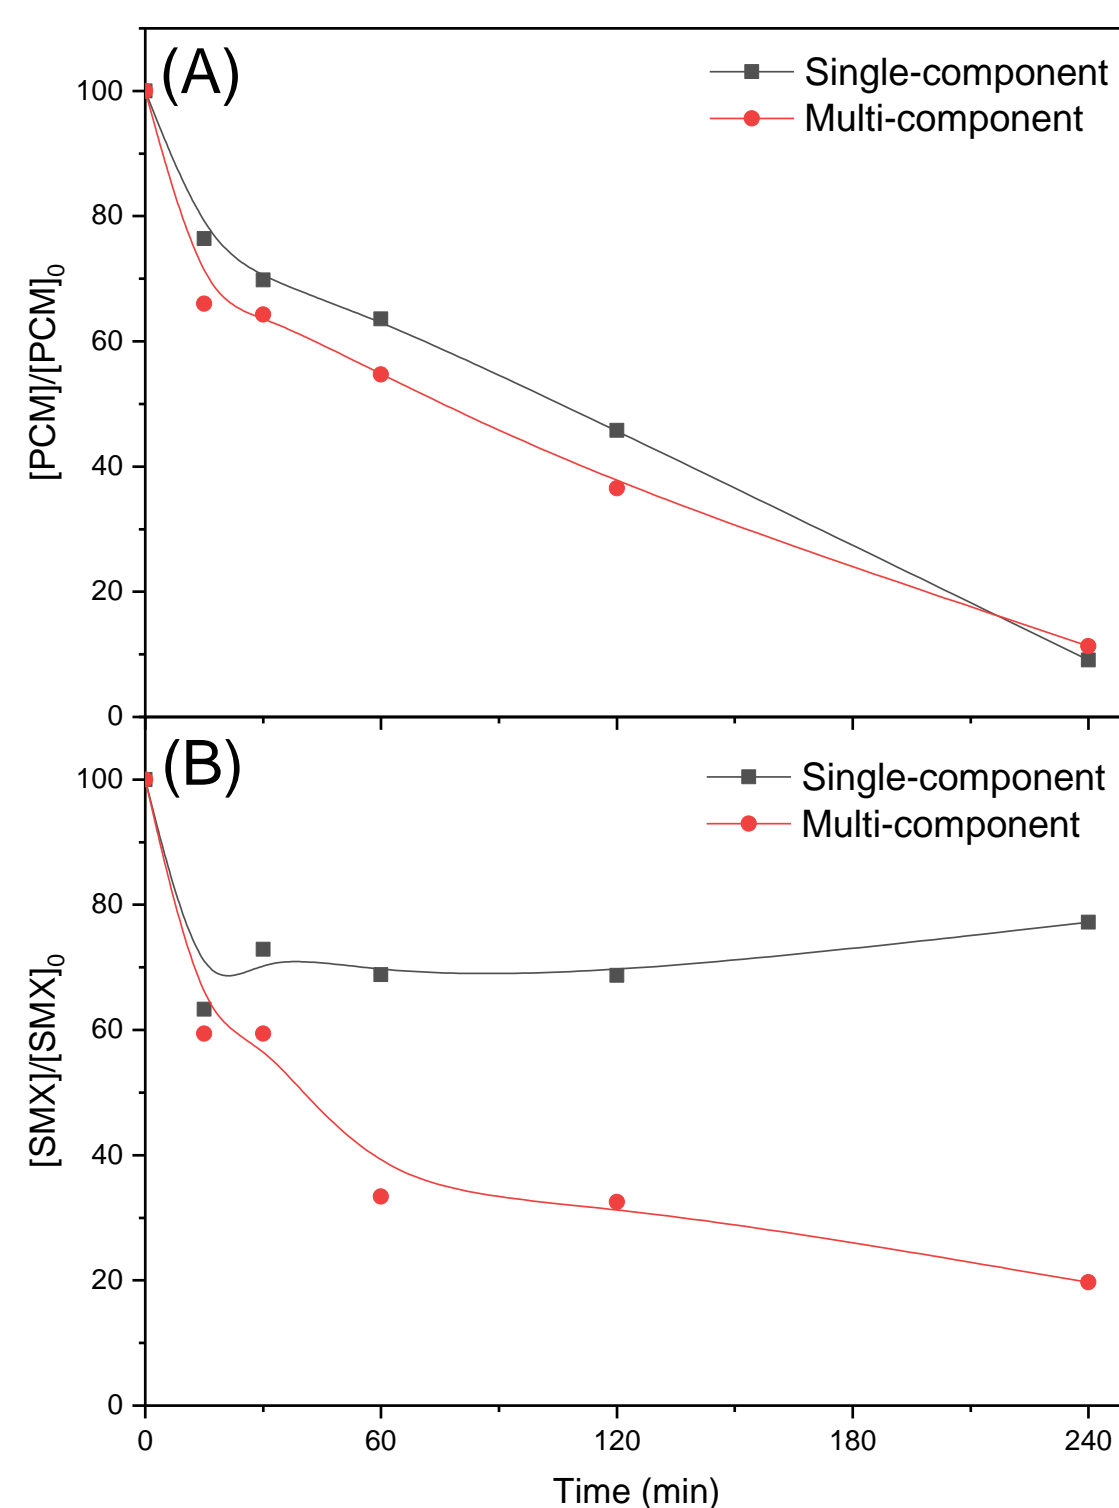 (A)
Single-component
Multi-component
100
80
60
40
20
0
[PCM]/[PCM]₀
(B)
Single-component
Multi-component
100
80
60
40
20
0
[SMX]/[SMX]₀
0 60 120 180 240
Time (min)